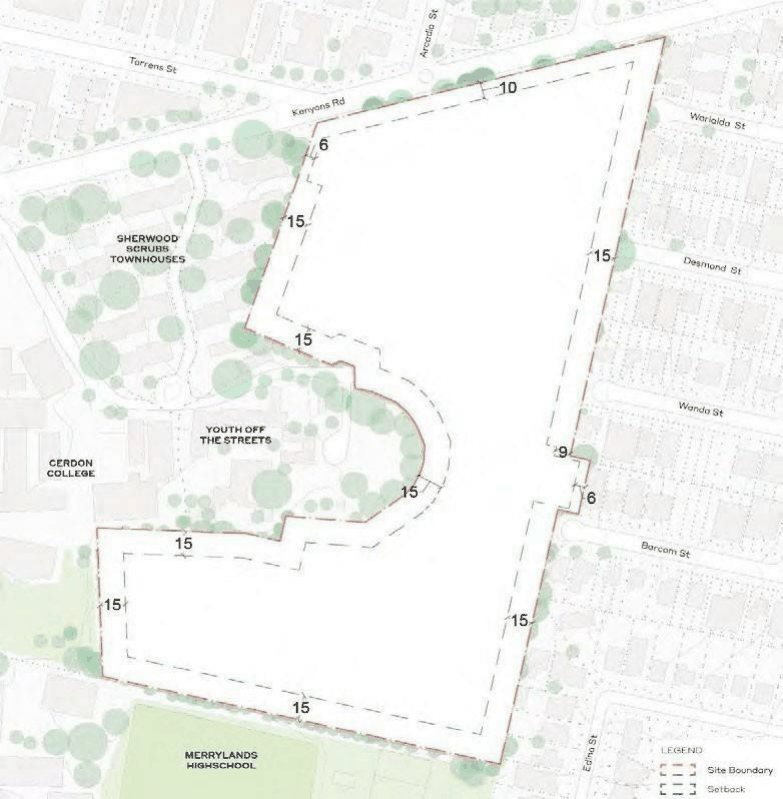 Arcadia St
Torrens St
Kenyons Rd
10
Warialda St
6
15
SHERWOOD
SCRUBS
TOWNHOUSES
15
Desmond St
15
Wanda St
YOUTH OFF
THE STREETS
CERDON
COLLEGE
9
15
6
15
Barcom St
15
15
15
MERRYLANDS
HIGHSCHOOL
Edina St
LEGEND
Site Boundary
Setback